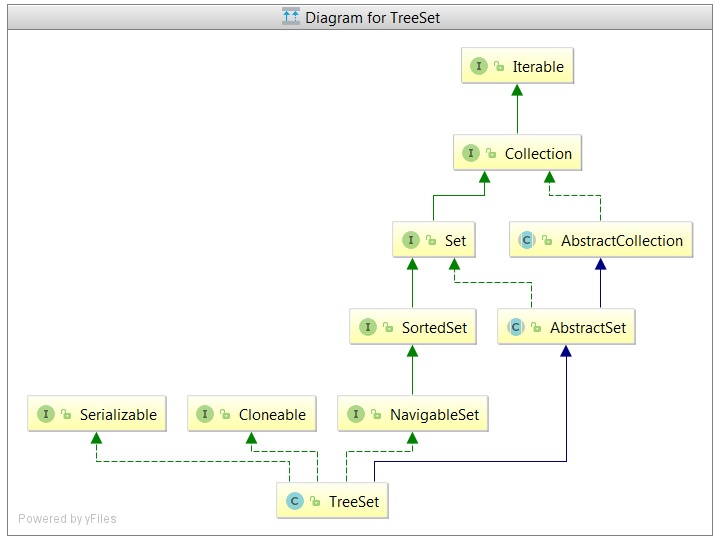 Diagram for TreeSet
I Iterable
I Collection
I Set
C AbstractCollection
I SortedSet
C AbstractSet
I Serializable
I Cloneable
I NavigableSet
C TreeSet
Powered by yFiles